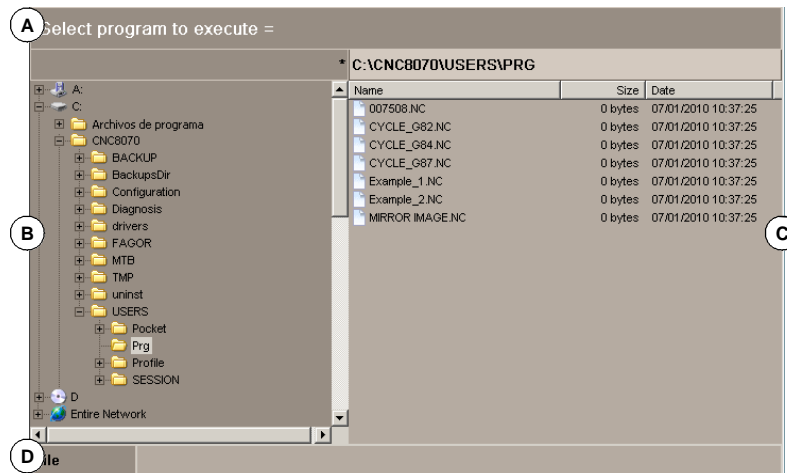 A
Select program to execute =
* C:\CNC8070\USERS\PRG
A:
C:
Archivos de programa
CNC8070
BACKUP
BackupsDir
Configuration
Diagnosis
drivers
FAGOR
MTB
TMP
uninst
USERS
Pocket
Prg
Profile
SESSION
D
Entire Network
B
Name Size Date
007508.NC 0 bytes 07/01/2010 10:37:25
CYCLE_G82.NC 0 bytes 07/01/2010 10:37:25
CYCLE_G84.NC 0 bytes 07/01/2010 10:37:25
CYCLE_G87.NC 0 bytes 07/01/2010 10:37:25
Example_1.NC 0 bytes 07/01/2010 10:37:25
Example_2.NC 0 bytes 07/01/2010 10:37:25
MIRROR IMAGE.NC 0 bytes 07/01/2010 10:37:25
C
D
ile